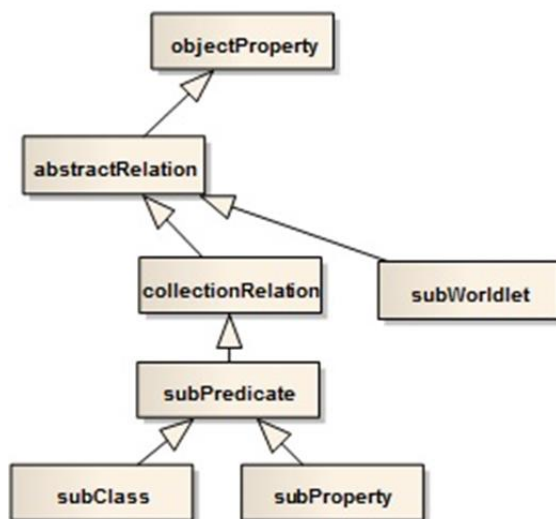 objectProperty
abstractRelation
collectionRelation
subWorldlet
subPredicate
subClass
subProperty